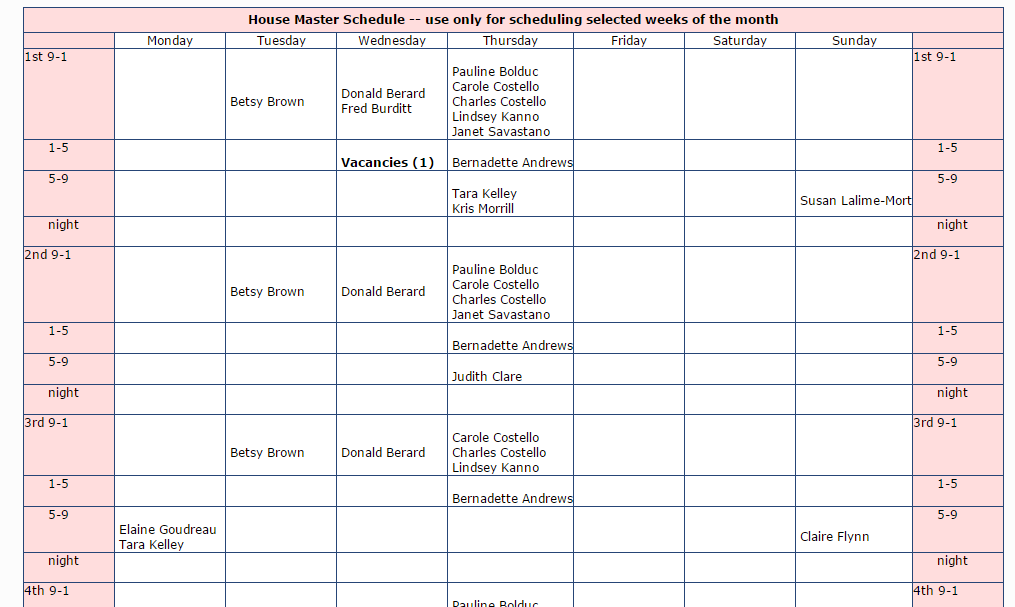 House Master Schedule -- use only for scheduling selected weeks of the month
Monday Tuesday Wednesday Thursday Friday Saturday Sunday
1st 9-1 1st 9-1
Betsy Brown
Donald Berard
Fred Burditt
Pauline Bolduc
Carole Costello
Charles Costello
Lindsey Kanno
Janet Savastano
1-5 1-5
Vacancies (1)
Bernadette Andrews
5-9 5-9
Tara Kelley
Kris Morrill
Susan Lalime-Mort
night night
2nd 9-1 2nd 9-1
Betsy Brown
Donald Berard
Pauline Bolduc
Carole Costello
Charles Costello
Janet Savastano
1-5 1-5
Bernadette Andrews
5-9 5-9
Judith Clare
night night
3rd 9-1 3rd 9-1
Betsy Brown
Donald Berard
Carole Costello
Charles Costello
Lindsey Kanno
1-5 1-5
Bernadette Andrews
5-9 5-9
Elaine Goudreau
Tara Kelley
Claire Flynn
night night
4th 9-1 4th 9-1
Pauline Bolduc